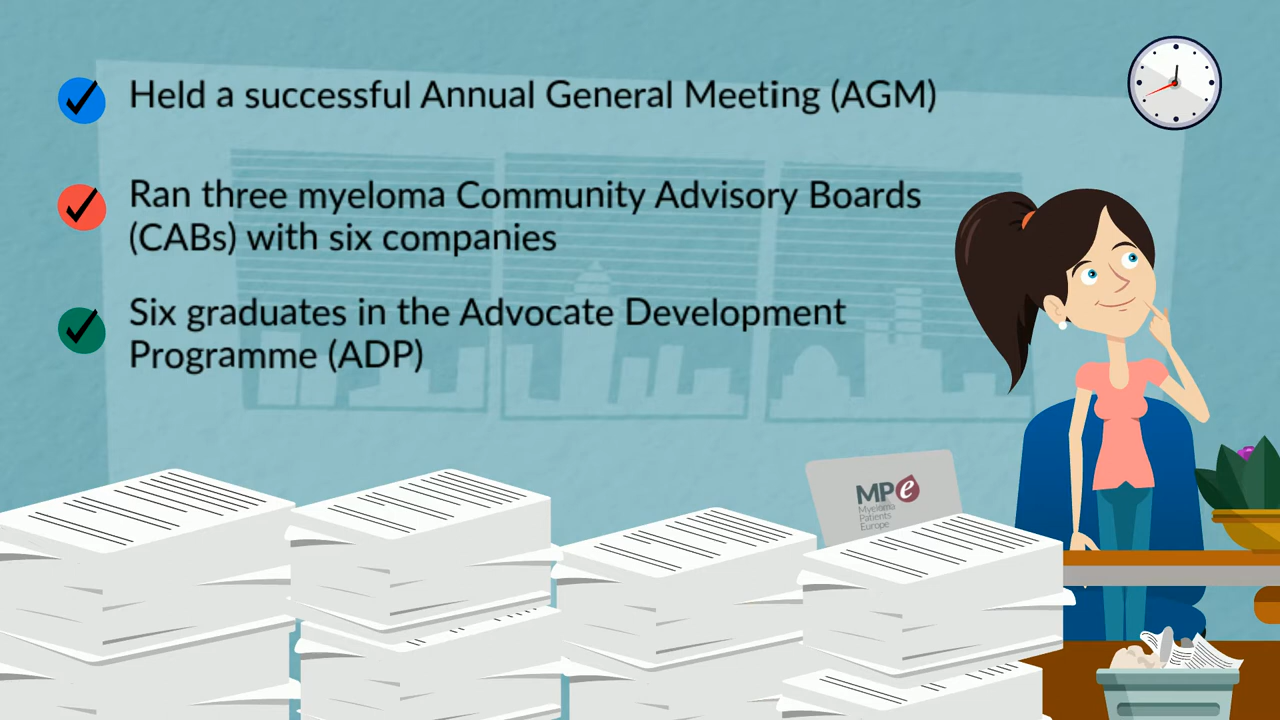 Held a successful Annual General Meeting (AGM)
Ran three myeloma Community Advisory Boards
(CABs) with six companies
Six graduates in the Advocate Development
Programme (ADP)
MPe
Myeloma
Patients
Europe